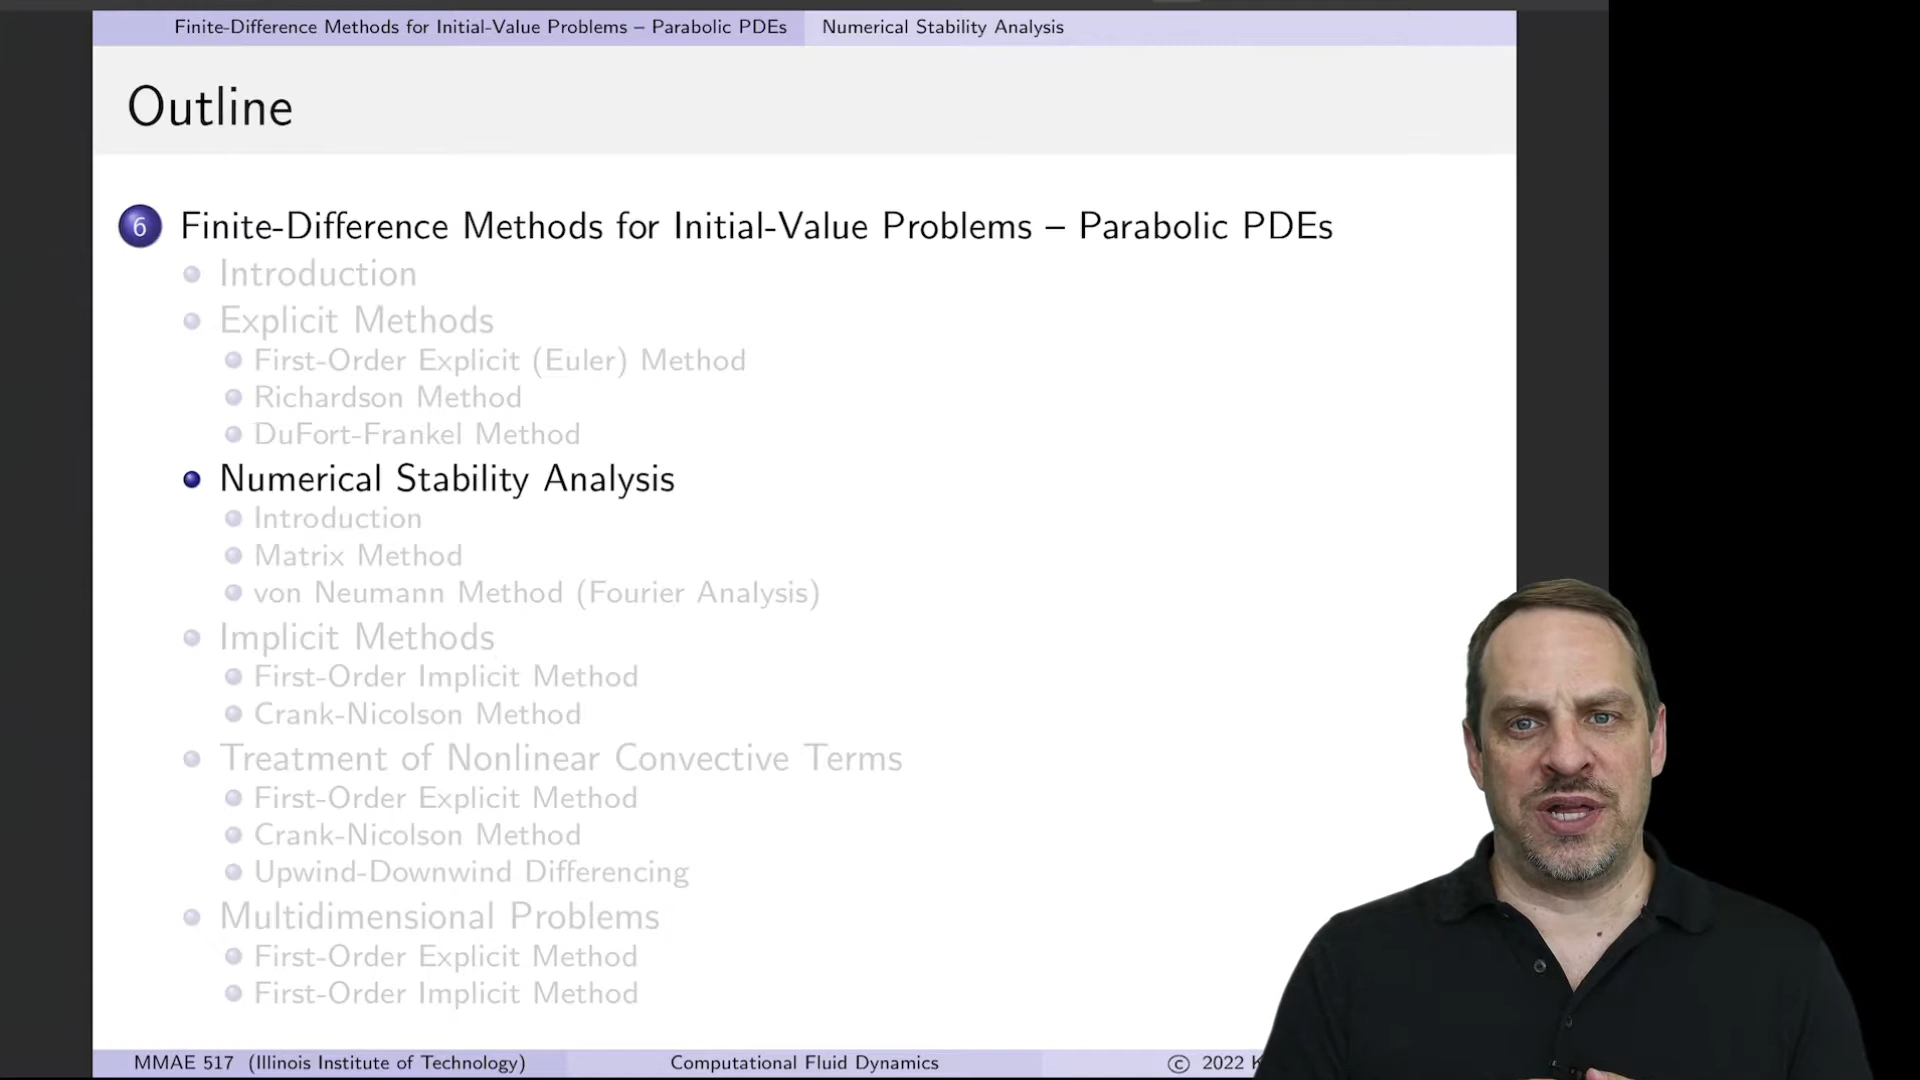 Finite-Difference Methods for Initial-Value Problems – Parabolic PDEs Numerical Stability Analysis
Outline
6 Finite-Difference Methods for Initial-Value Problems – Parabolic PDEs
Introduction
Explicit Methods
First-Order Explicit (Euler) Method
Richardson Method
DuFort-Frankel Method
Numerical Stability Analysis
Introduction
Matrix Method
von Neumann Method (Fourier Analysis)
Implicit Methods
First-Order Implicit Method
Crank-Nicolson Method
Treatment of Nonlinear Convective Terms
First-Order Explicit Method
Crank-Nicolson Method
Upwind-Downwind Differencing
Multidimensional Problems
First-Order Explicit Method
First-Order Implicit Method
MMAE 517 (Illinois Institute of Technology) Computational Fluid Dynamics © 2022